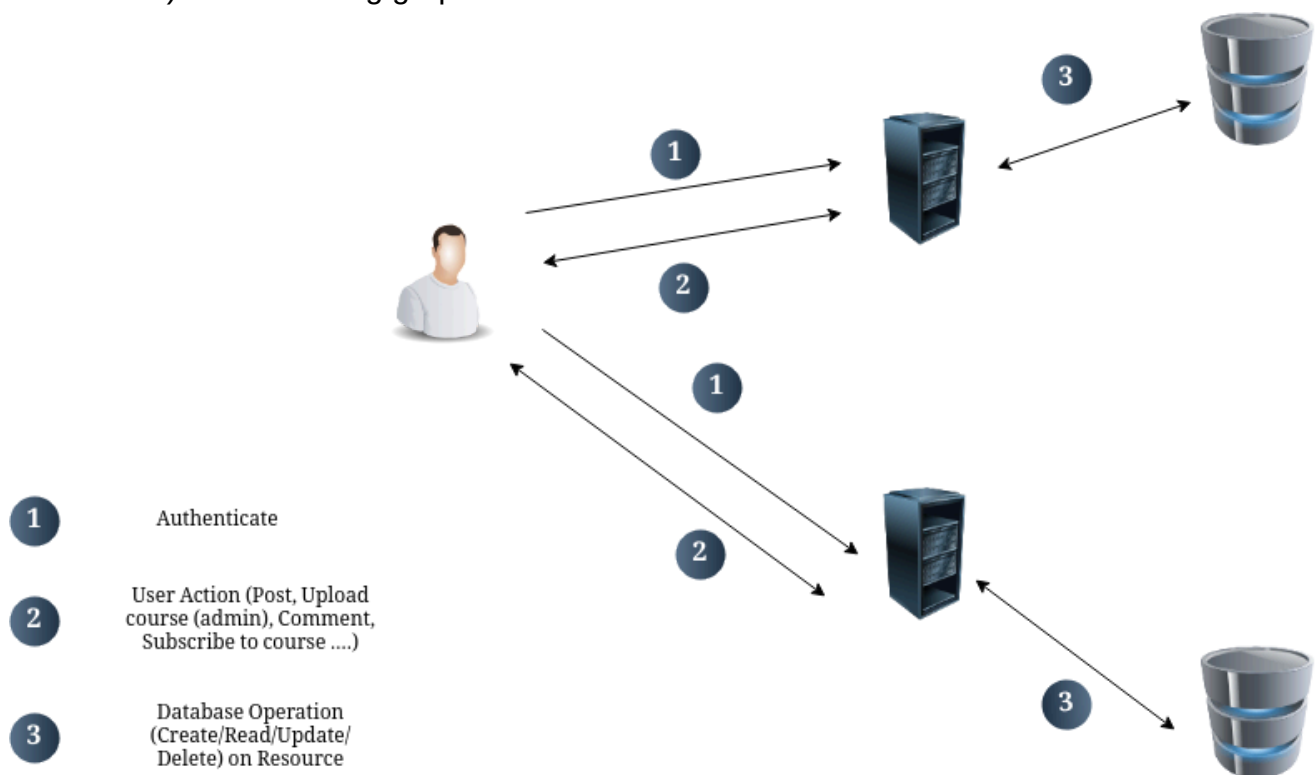 3
1
2
1
2
3
1 Authenticate
User Action (Post, Upload
2 course (admin), Comment,
Subscribe to course ....)
Database Operation
3 (Create/Read/Update/
Delete) on Resource